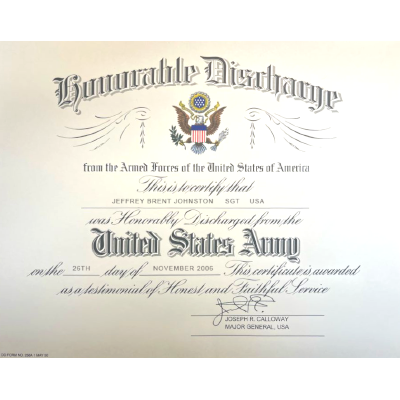 Honorable Discharge
from the Armed Forces of the United States of America
This is to certify that
JEFFREY BRENT JOHNSTON SGT USA
was Honorably Discharged from the
United States Army
on the 26TH day of NOVEMBER 2006 This certificate is awarded
as a testimonial of Honest and Faithful Service
JOSEPH R. CALLOWAY
MAJOR GENERAL, USA